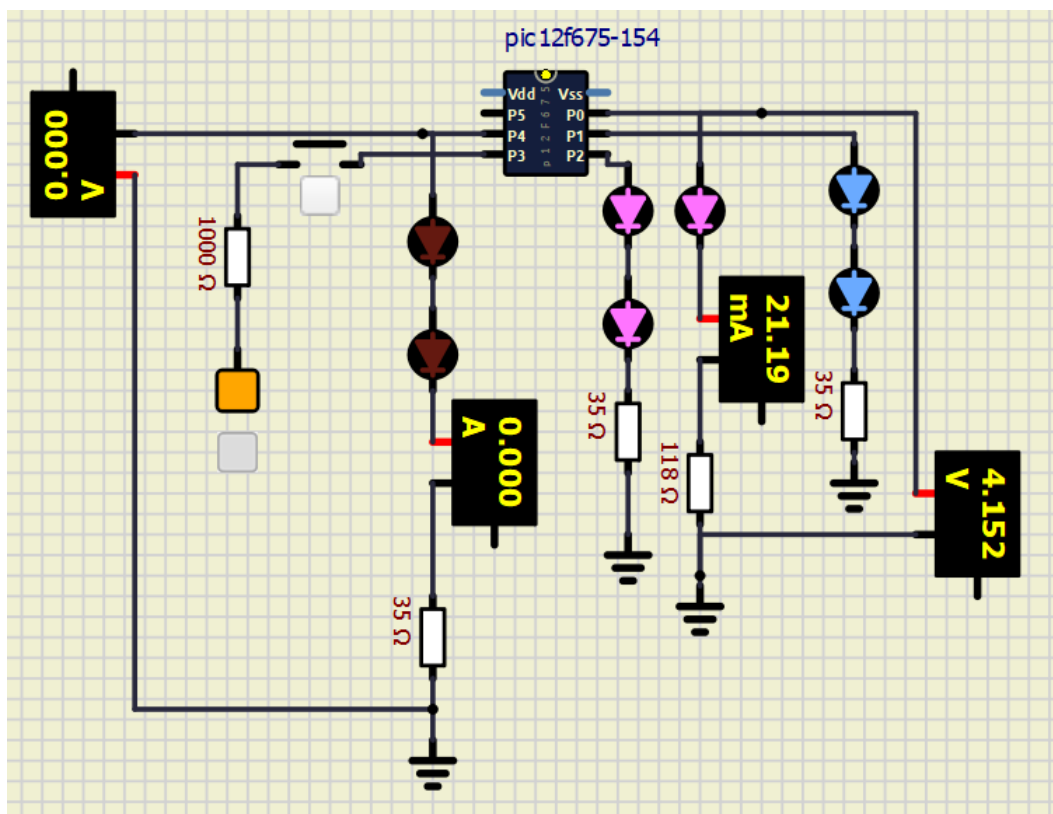 pic12f675-154
Vdd Vss
P5 P0
P4 P1
P3 P2
p12F675
0.000
V
1000 Ω
21.19
mA
35 Ω
35 Ω
0.000
A
118 Ω
4.152
V
35 Ω